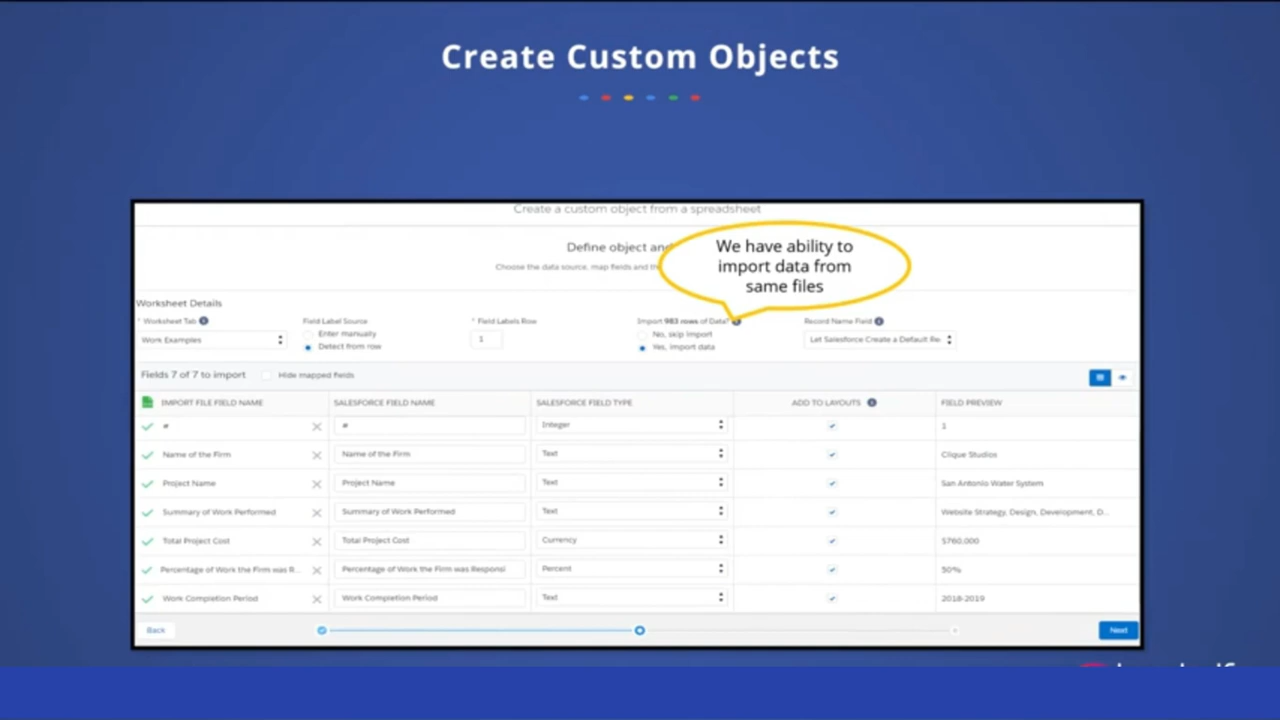 Create Custom Objects
Create a custom object from a spreadsheet
Define object and
Choose the data source, map fields and th
We have ability to
import data from
same files
Worksheet Details
* Worksheet Tab
Field Label Source
* Field Labels Row
Import 983 rows of Data?
Record Name Field
Work Examples
Enter manually
Detect from row
1
No, skip import
Yes, import data
Let Salesforce Create a Default Re
Fields 7 of 7 to import
Hide mapped fields
IMPORT FILE FIELD NAME
SALESFORCE FIELD NAME
SALESFORCE FIELD TYPE
ADD TO LAYOUTS
FIELD PREVIEW
# # Integer 1
Name of the Firm Name of the Firm Text Clique Studios
Project Name Project Name Text San Antonio Water System
Summary of Work Performed Summary of Work Performed Text Website Strategy, Design, Development, D...
Total Project Cost Total Project Cost Currency $760,000
Percentage of Work the Firm was R... Percentage of Work the Firm was Responsi Percent 50%
Work Completion Period Work Completion Period Text 2018-2019
Back
Next